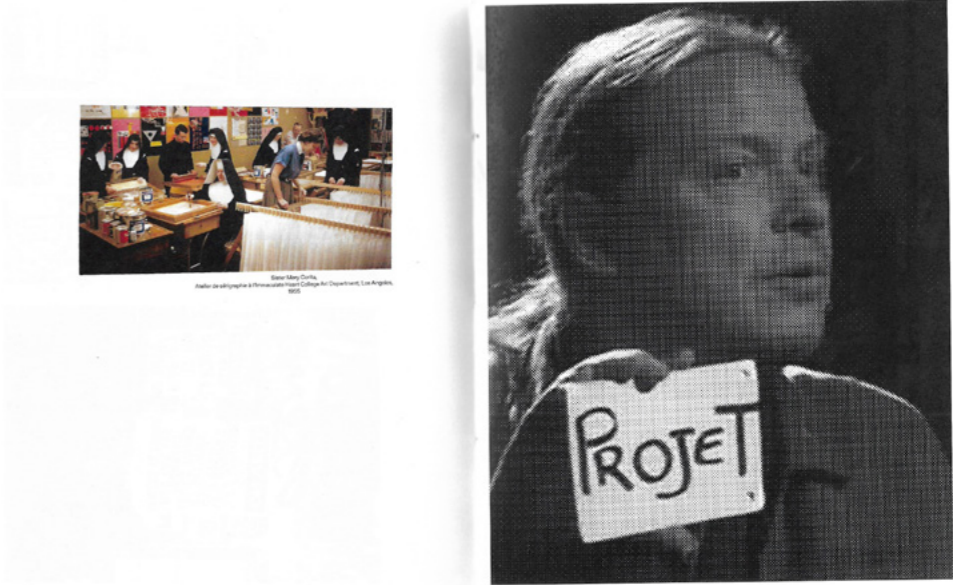 Sister Mary Corita,
Atelier de sérigraphie à l'Immaculate Heart College Art Department, Los Angeles,
1955
PROJET